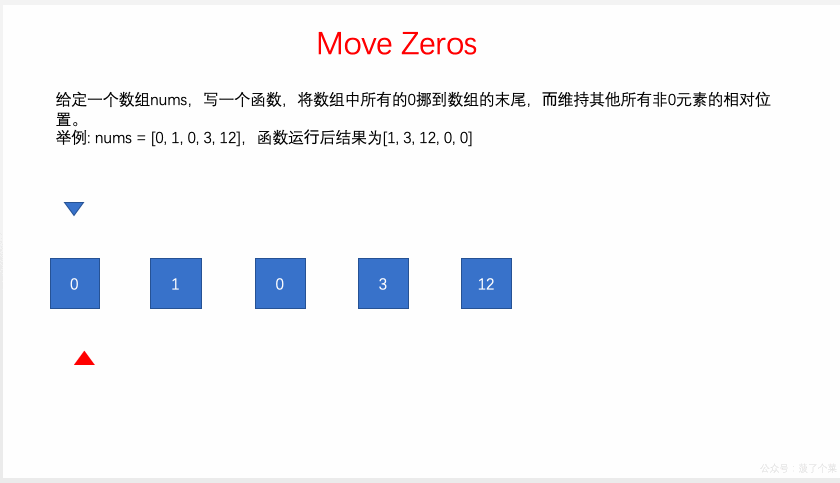 Move Zeros
给定一个数组nums，写一个函数，将数组中所有的0挪到数组的末尾，而维持其他所有非0元素的相对位
置。
举例: nums = [0, 1, 0, 3, 12]，函数运行后结果为[1, 3, 12, 0, 0]
0 1 0 3 12
公众号：菠了个菜